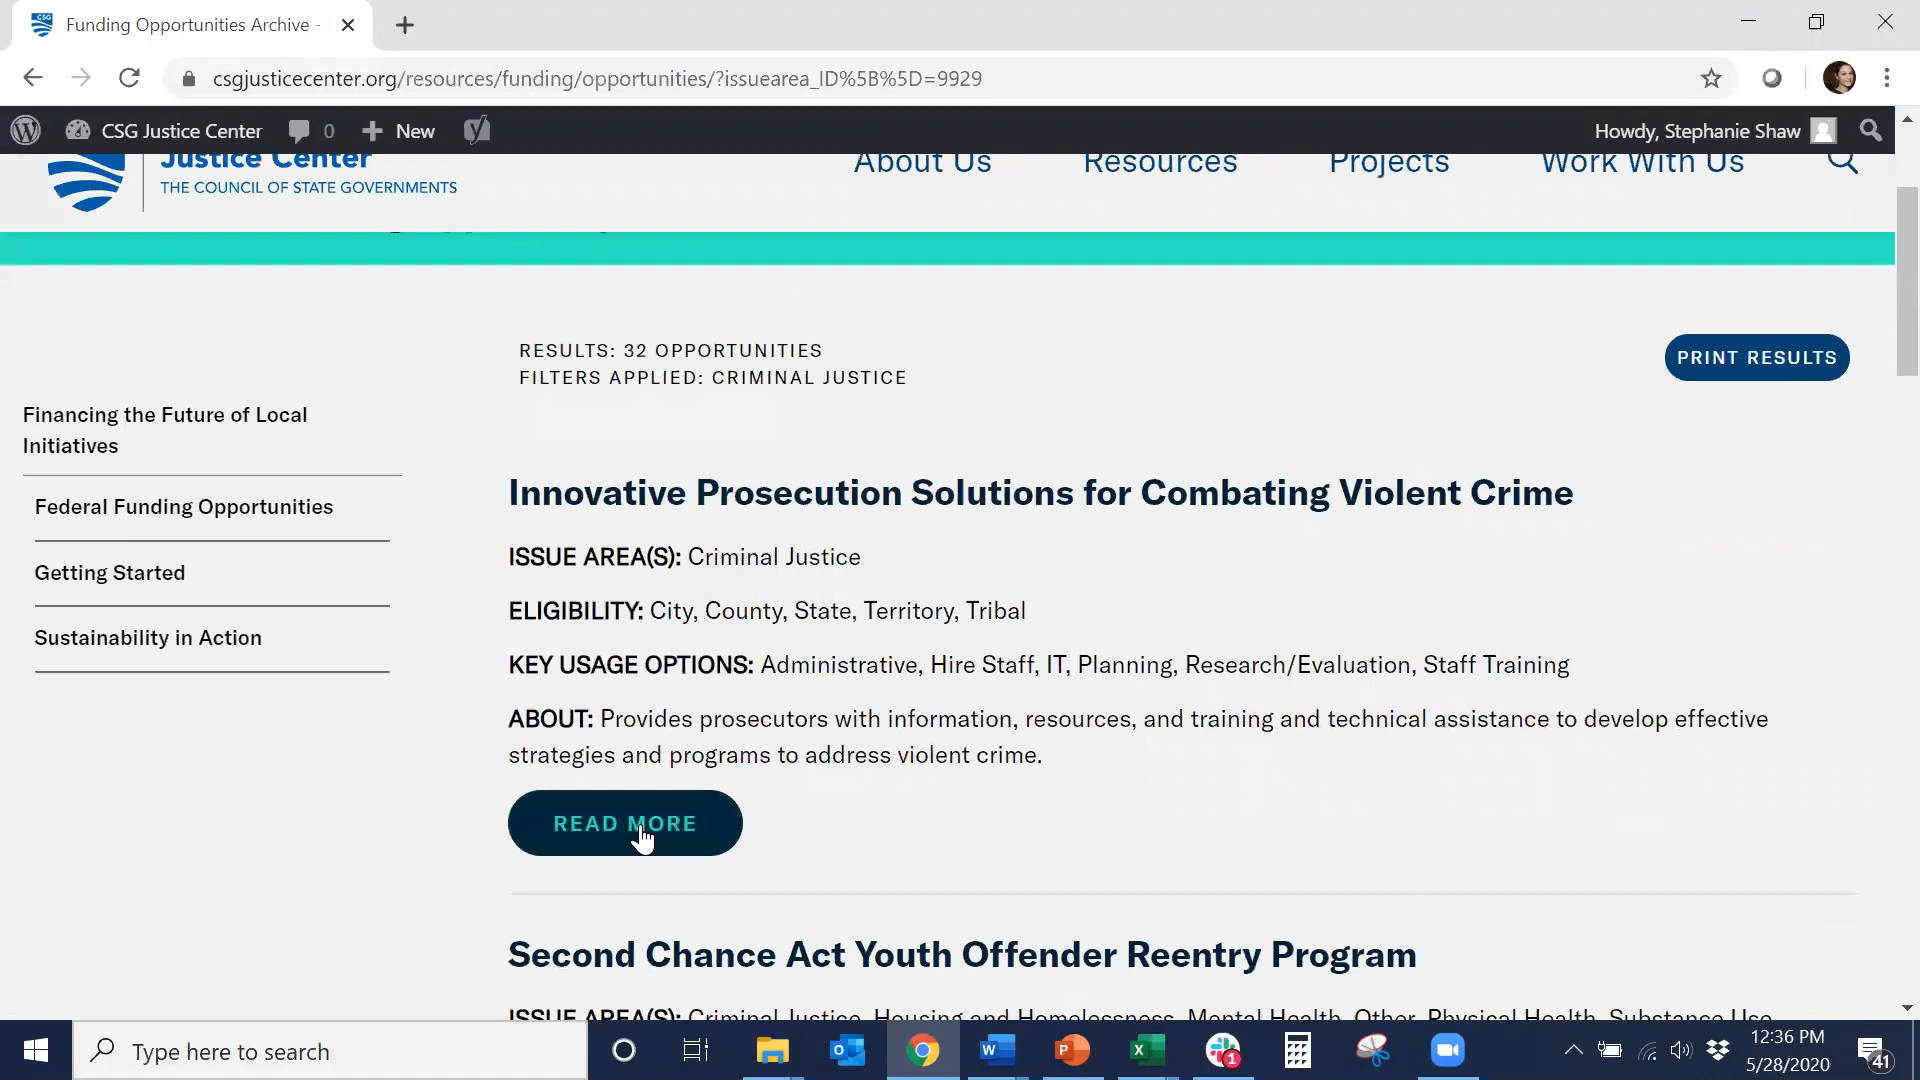 CSG
Funding Opportunities Archive -
csgjusticecenter.org/resources/funding/opportunities/?issuearea_ID%5B%5D=9929
CSG Justice Center 0 New Howdy, Stephanie Shaw
Justice Center
THE COUNCIL OF STATE GOVERNMENTS
About Us Resources Projects Work With Us
RESULTS: 32 OPPORTUNITIES
FILTERS APPLIED: CRIMINAL JUSTICE
PRINT RESULTS
Financing the Future of Local
Initiatives
Federal Funding Opportunities
Getting Started
Sustainability in Action
Innovative Prosecution Solutions for Combating Violent Crime
ISSUE AREA(S): Criminal Justice
ELIGIBILITY: City, County, State, Territory, Tribal
KEY USAGE OPTIONS: Administrative, Hire Staff, IT, Planning, Research/Evaluation, Staff Training
ABOUT: Provides prosecutors with information, resources, and training and technical assistance to develop effective
strategies and programs to address violent crime.
READ MORE
Second Chance Act Youth Offender Reentry Program
ISSUE AREA(S): Criminal Justice, Housing and Homelessness, Mental Health, Other, Physical Health, Substance Use
Type here to search
1
12:36 PM
5/28/2020
41